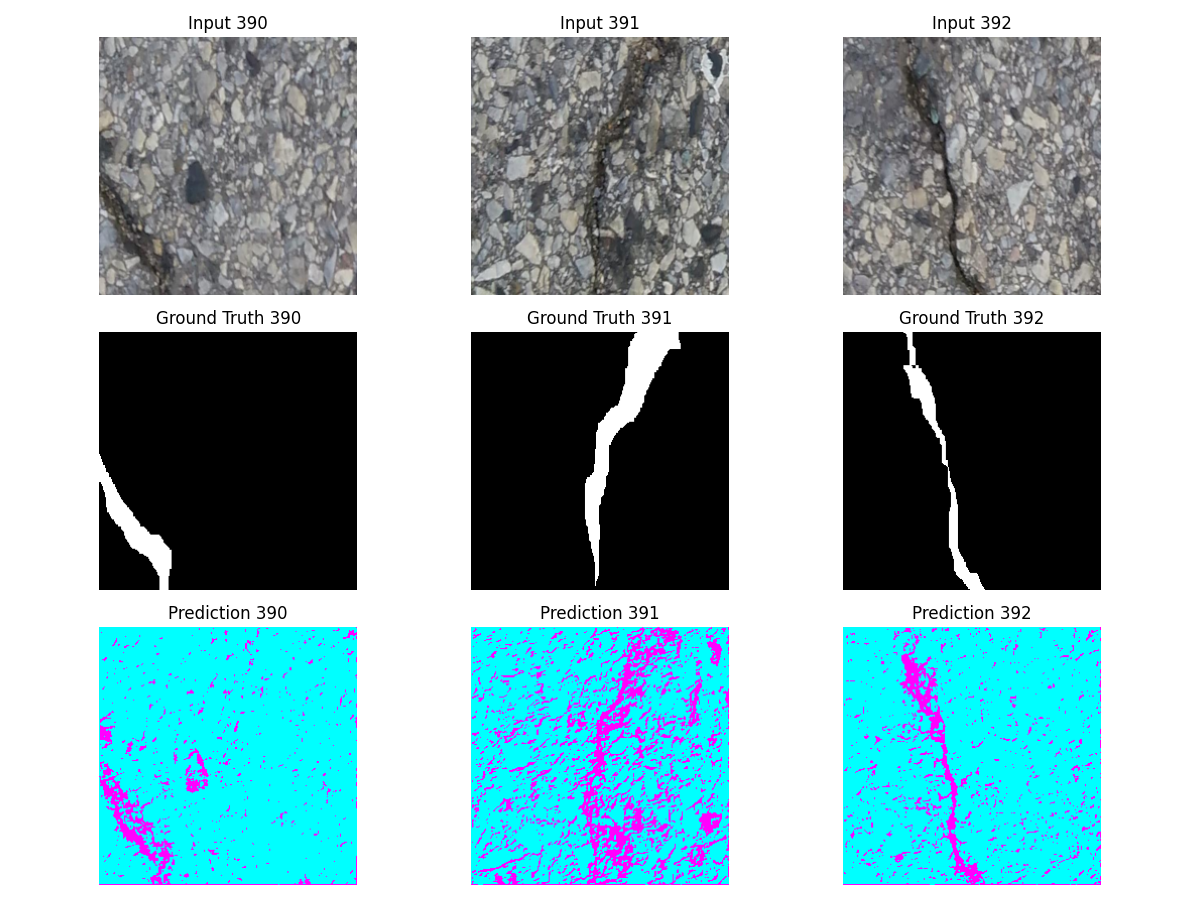 Input 390
Input 391
Input 392
Ground Truth 390
Ground Truth 391
Ground Truth 392
Prediction 390
Prediction 391
Prediction 392